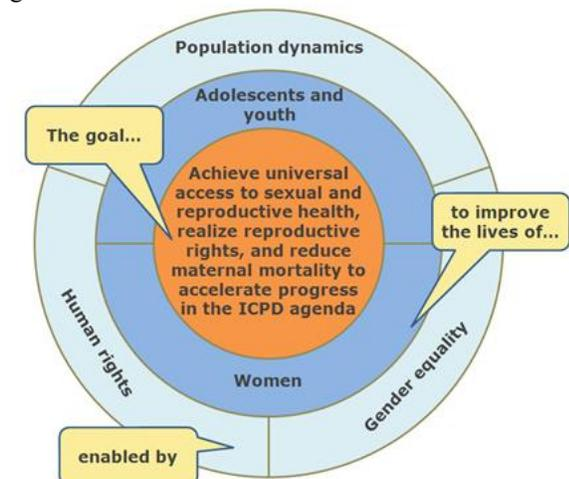 Population dynamics
Adolescents and
youth
The goal...
Achieve universal
access to sexual and
reproductive health,
realize reproductive
rights, and reduce
maternal mortality to
accelerate progress
in the ICPD agenda
to improve
the lives of...
Human rights
Women
Gender equality
enabled by